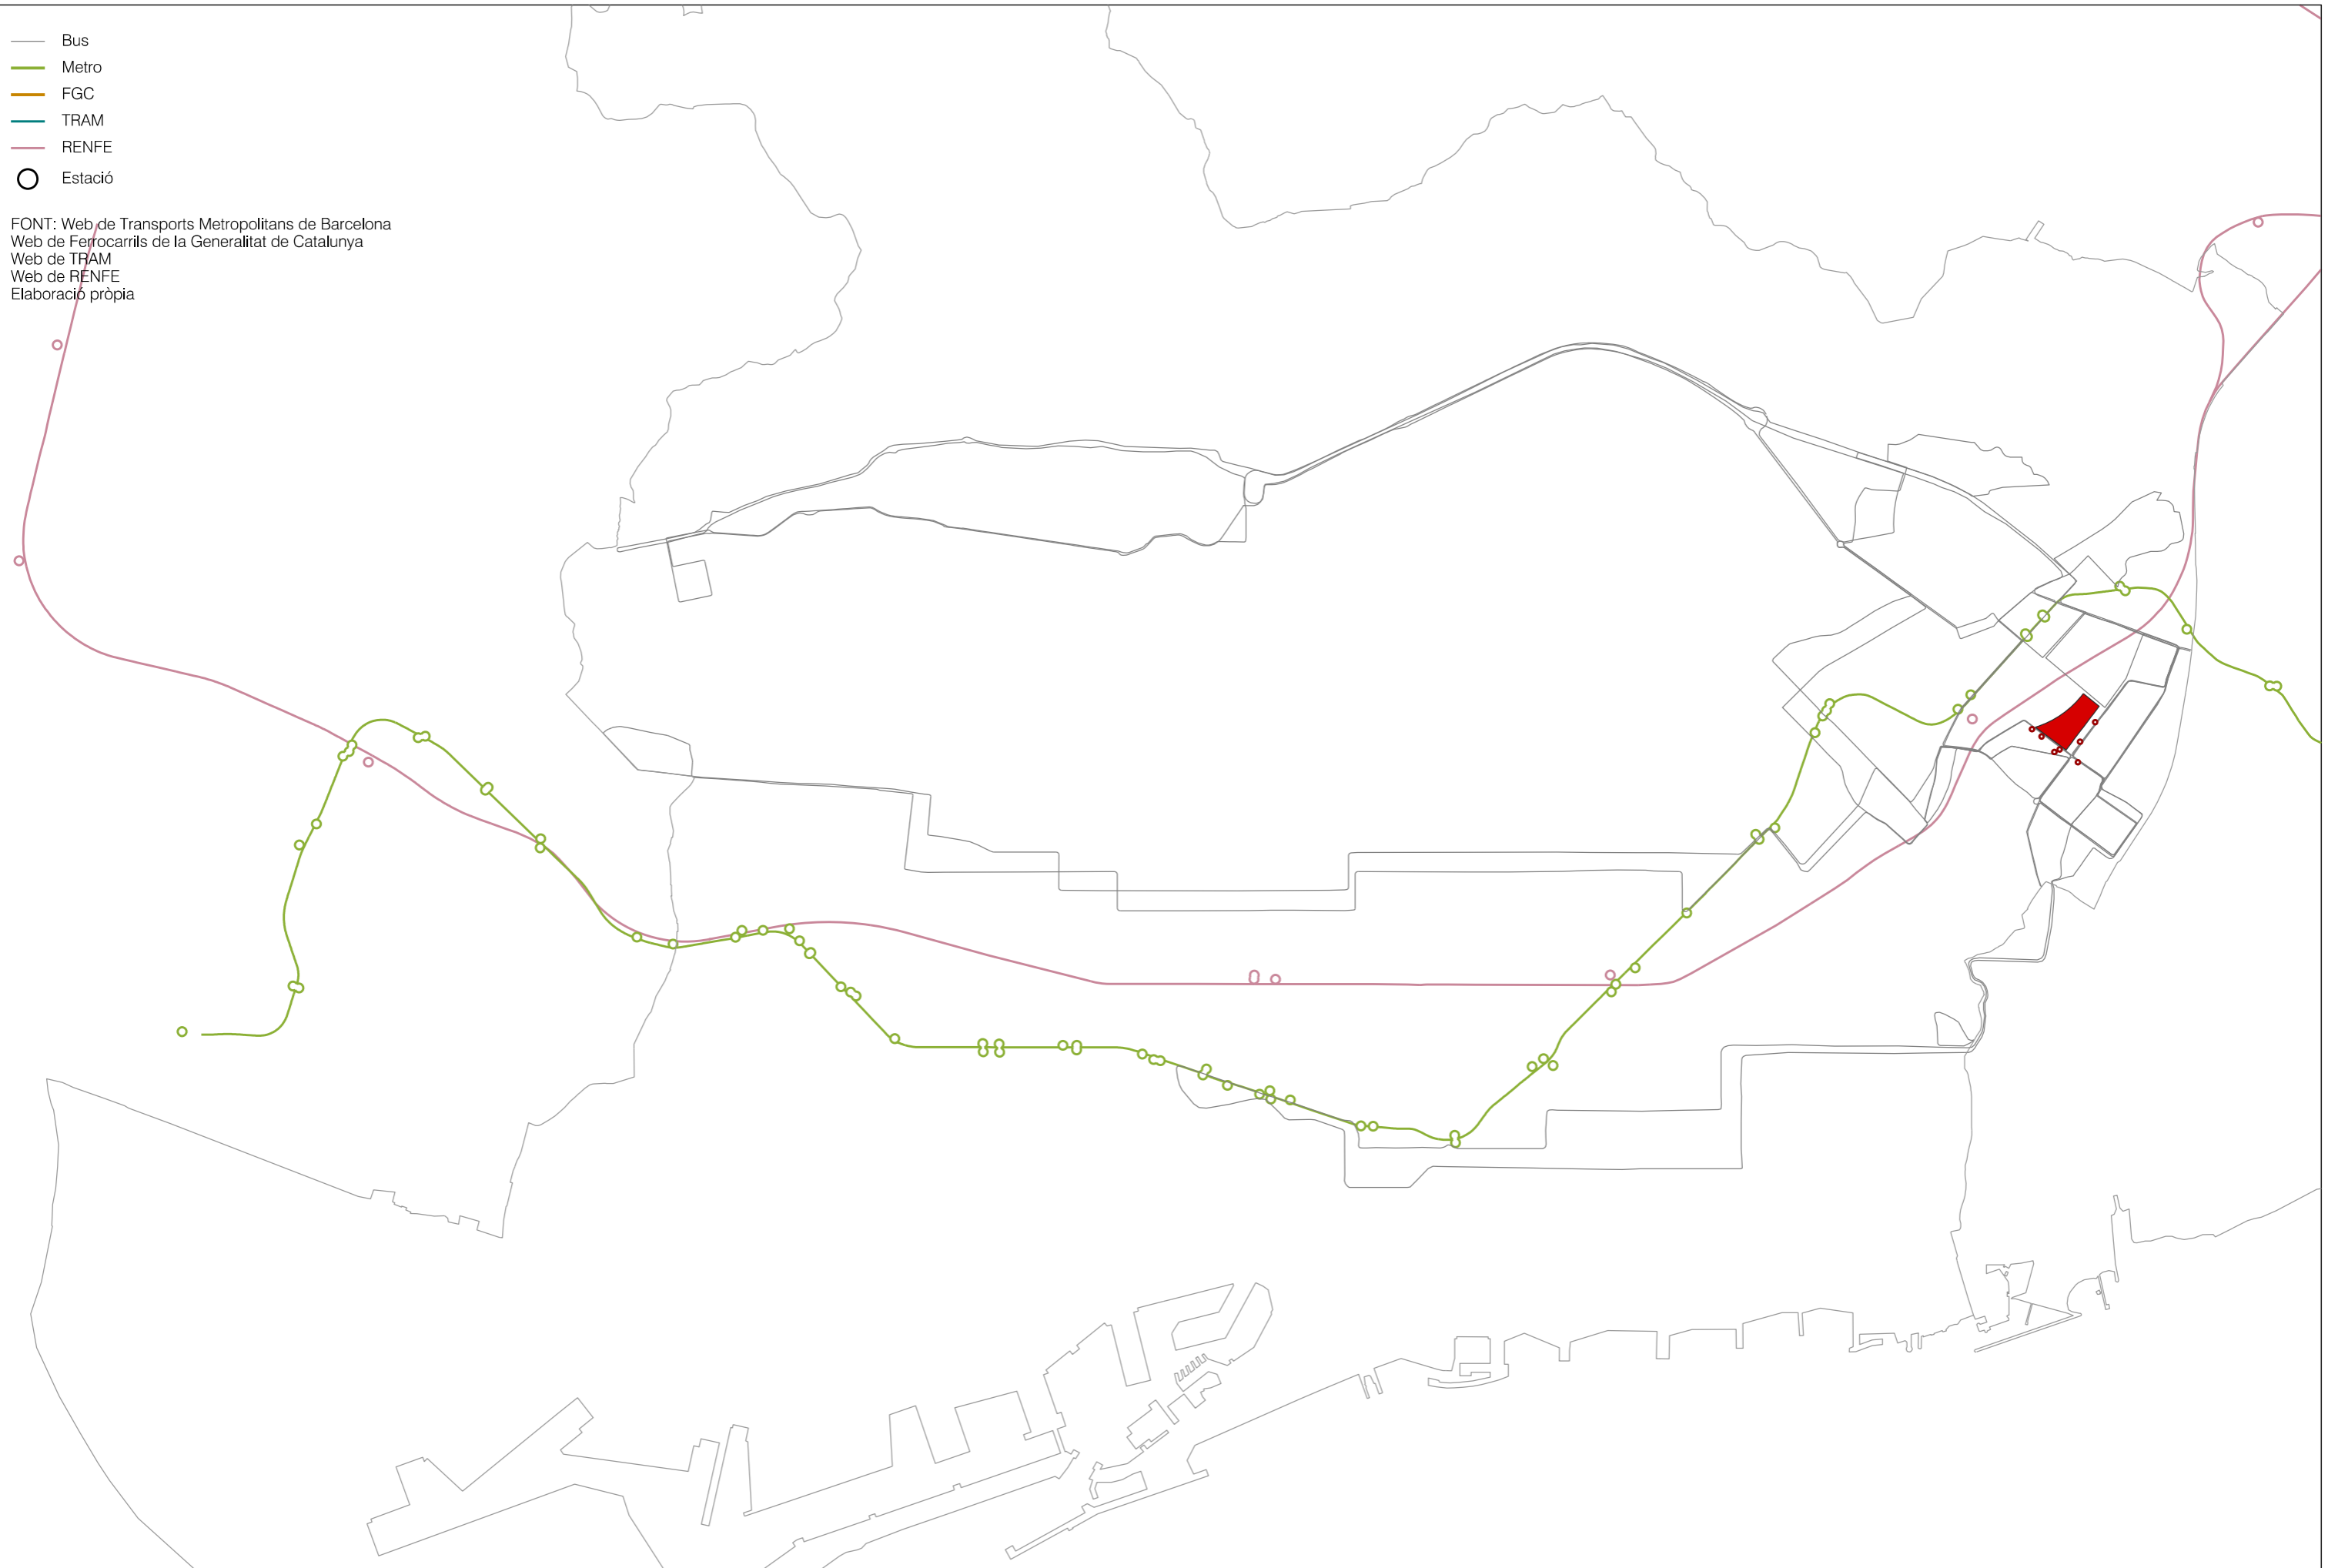 Bus
Metro
FGC
TRAM
RENFE
Estació
FONT: Web de Transports Metropolitans de Barcelona
Web de Ferrocarrils de la Generalitat de Catalunya
Web de TRAM
Web de RENFE
Elaboració pròpia